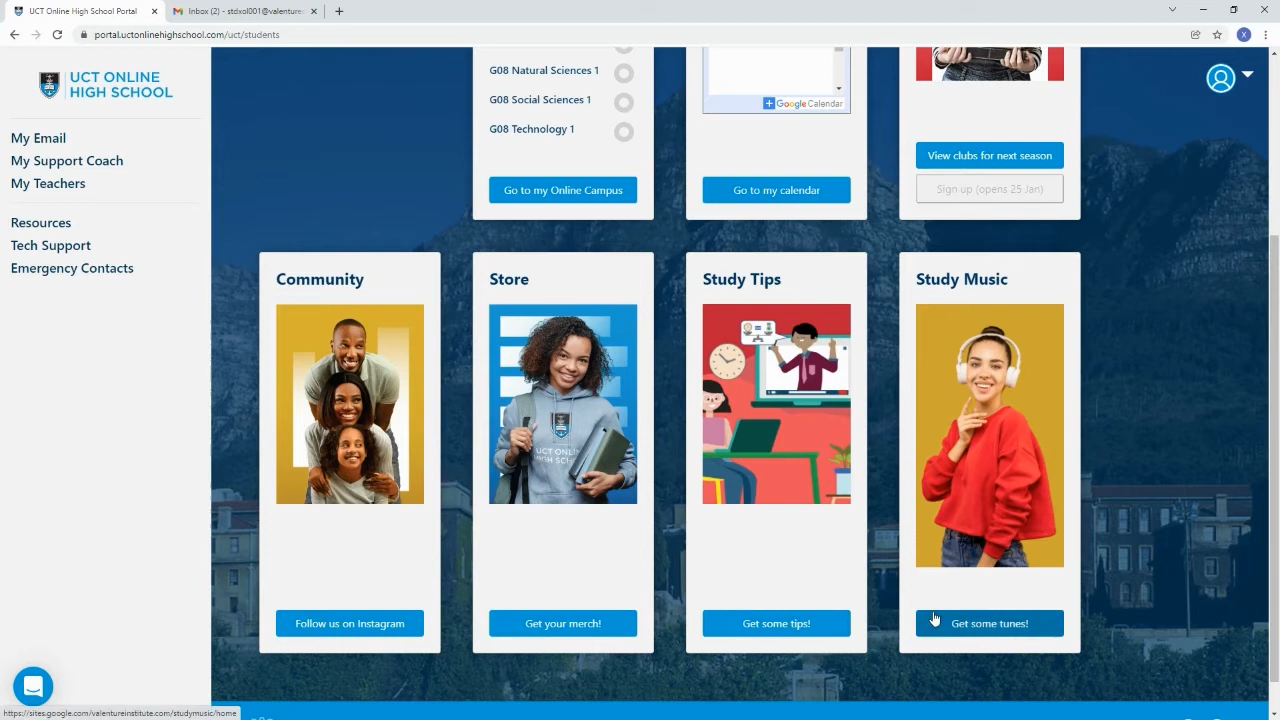 UCT Online High School Portal
Inbox (2) - stdxol001@valenture
portal.uctonlinehighschool.com/uct/students
X
UCT ONLINE
HIGH SCHOOL
My Email
My Support Coach
My Teachers
Resources
Tech Support
Emergency Contacts
G08 Natural Sciences 1
G08 Social Sciences 1
G08 Technology 1
Go to my Online Campus
Google Calendar
Go to my calendar
View clubs for next season
Sign up (opens 25 Jan)
Community
Follow us on Instagram
Store
UCT ONLIN
HIGH SCH
Get your merch!
Study Tips
Get some tips!
Study Music
Get some tunes!
https://sites.google.com/valentureinstitute.com/studymusic/home